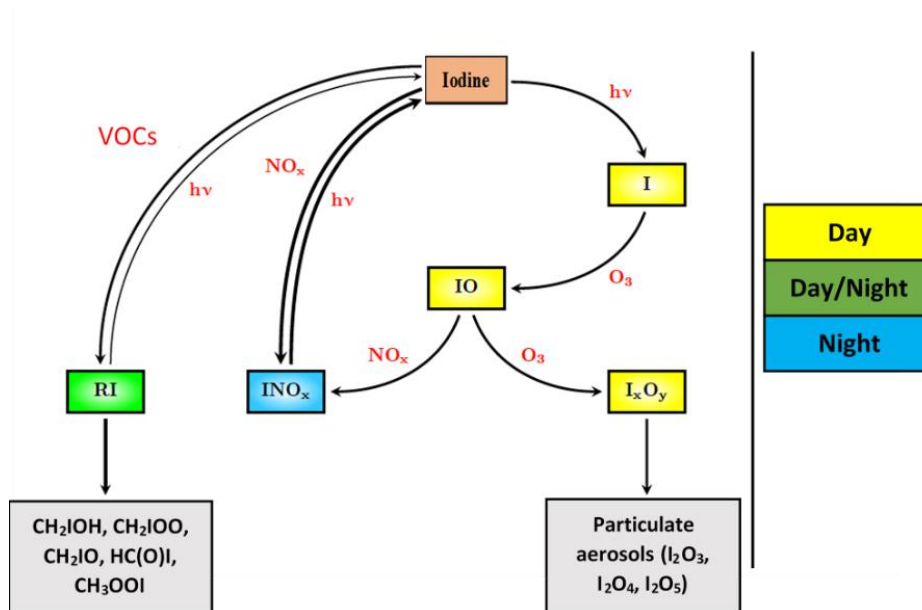 Iodine
hν
VOCs
NOₓ
hν
hν
I
O₃
IO
NOₓ
O₃
RI
INOₓ
IₓOᵧ
CH₂IOH, CH₂IOO,
CH₂IO, HC(O)I,
CH₃OOI
Particulate
aerosols (I₂O₃,
I₂O₄, I₂O₅)
Day
Day/Night
Night